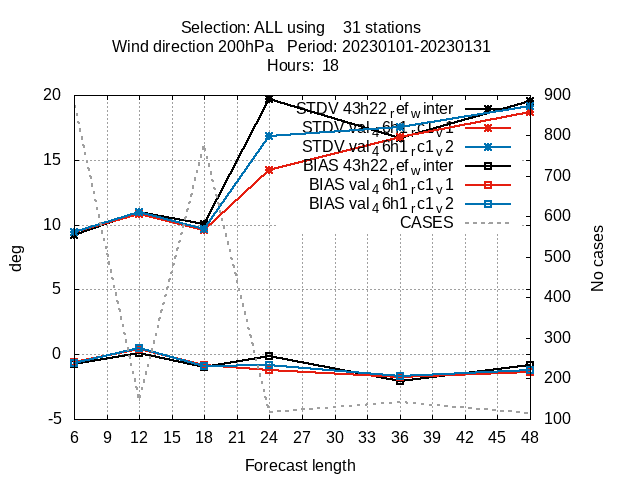 Selection: ALL using    31 stations
Wind direction 200hPa   Period: 20230101-20230131
Hours:  18
STDV 43h22_ref_winter
STDV val_46h1_rc1_v1
STDV val_46h1_rc1_v2
BIAS 43h22_ref_winter
BIAS val_46h1_rc1_v1
BIAS val_46h1_rc1_v2
CASES
20
15
10
5
0
-5
deg
900
800
700
600
500
400
300
200
100
No cases
6 9 12 15 18 21 24 27 30 33 36 39 42 45 48
Forecast length